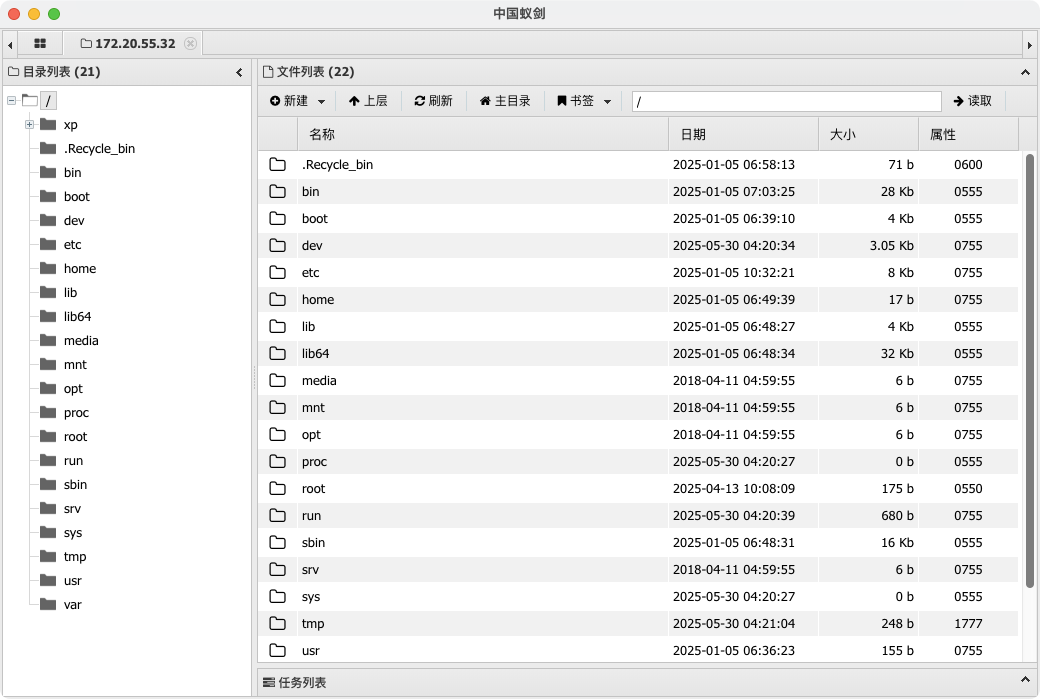 中国蚁剑
172.20.55.32
目录列表 (21)
/
xp
.Recycle_bin
bin
boot
dev
etc
home
lib
lib64
media
mnt
opt
proc
root
run
sbin
srv
sys
tmp
usr
var
文件列表 (22)
新建 上层 刷新 主目录 书签 / 读取
名称 日期 大小 属性
.Recycle_bin 2025-01-05 06:58:13 71 b 0600
bin 2025-01-05 07:03:25 28 Kb 0555
boot 2025-01-05 06:39:10 4 Kb 0555
dev 2025-05-30 04:20:34 3.05 Kb 0755
etc 2025-01-05 10:32:21 8 Kb 0755
home 2025-01-05 06:49:39 17 b 0755
lib 2025-01-05 06:48:27 4 Kb 0555
lib64 2025-01-05 06:48:34 32 Kb 0555
media 2018-04-11 04:59:55 6 b 0755
mnt 2018-04-11 04:59:55 6 b 0755
opt 2018-04-11 04:59:55 6 b 0755
proc 2025-05-30 04:20:27 0 b 0555
root 2025-04-13 10:08:09 175 b 0550
run 2025-05-30 04:20:39 680 b 0755
sbin 2025-01-05 06:48:31 16 Kb 0555
srv 2018-04-11 04:59:55 6 b 0755
sys 2025-05-30 04:20:27 0 b 0555
tmp 2025-05-30 04:21:04 248 b 1777
usr 2025-01-05 06:36:23 155 b 0755
任务列表